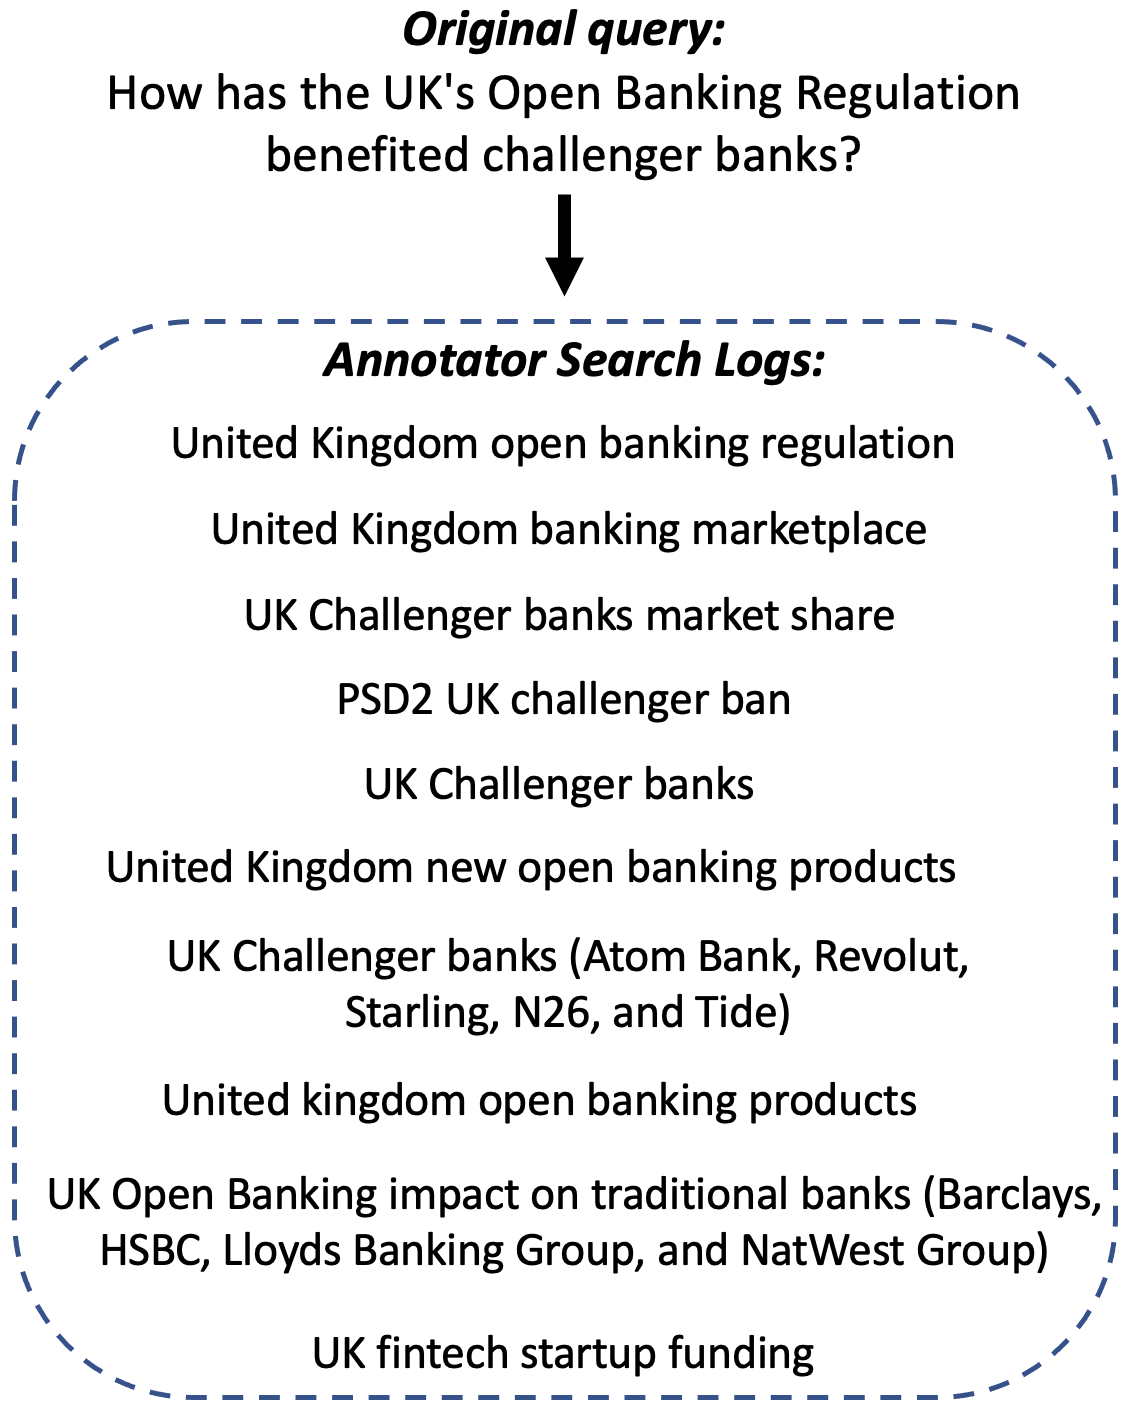 Original query:
How has the UK's Open Banking Regulation
benefited challenger banks?
Annotator Search Logs:
United Kingdom open banking regulation
United Kingdom banking marketplace
UK Challenger banks market share
PSD2 UK challenger ban
UK Challenger banks
United Kingdom new open banking products
UK Challenger banks (Atom Bank, Revolut,
Starling, N26, and Tide)
United kingdom open banking products
UK Open Banking impact on traditional banks (Barclays,
HSBC, Lloyds Banking Group, and NatWest Group)
UK fintech startup funding